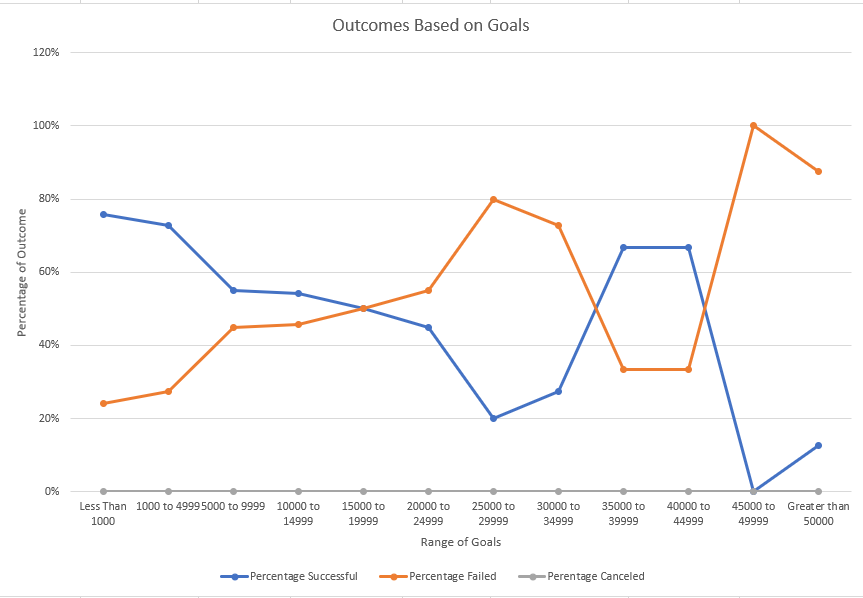 Outcomes Based on Goals
120%
100%
80%
60%
40%
20%
0%
Percentage of Outcome
Less Than
1000
1000 to 4999
5000 to 9999
10000 to
14999
15000 to
19999
20000 to
24999
25000 to
29999
30000 to
34999
35000 to
39999
40000 to
44999
45000 to
49999
Greater than
50000
Range of Goals
Percentage Successful
Percentage Failed
Perentage Canceled